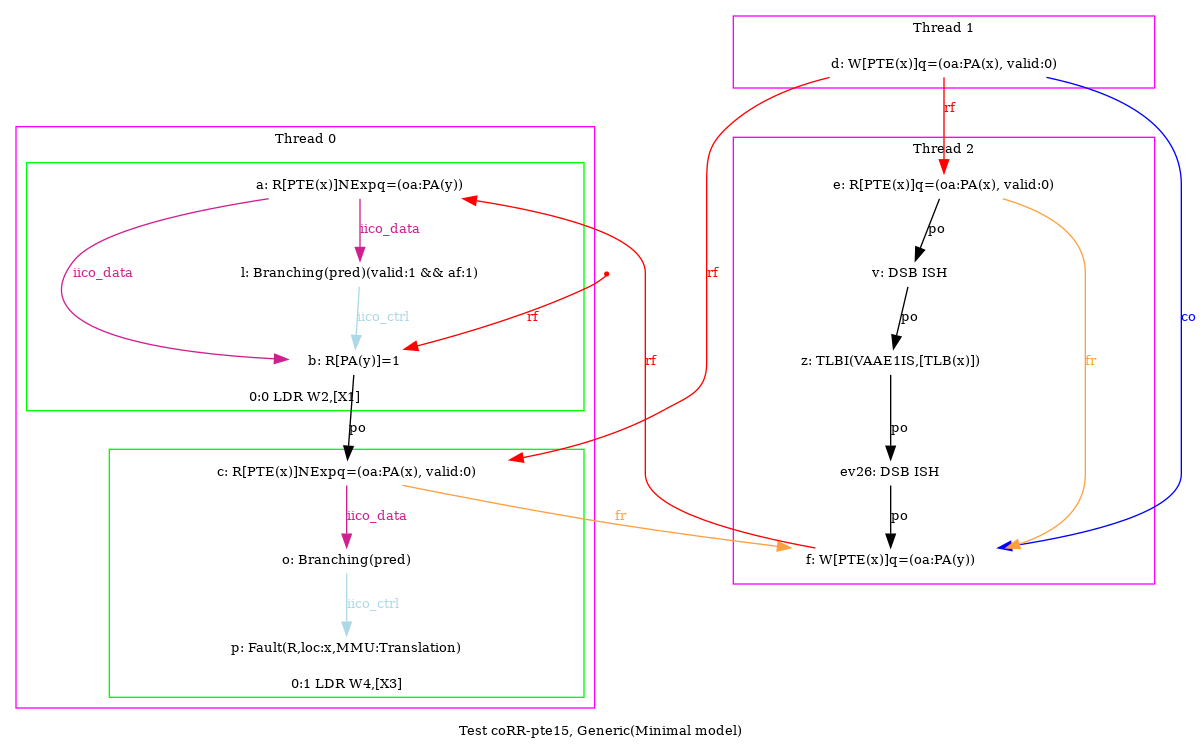 Thread 1
d: W[PTE(x)]q=(oa:PA(x), valid:0)
rf
Thread 0
Thread 2
a: R[PTE(x)]NExpq=(oa:PA(y))
e: R[PTE(x)]q=(oa:PA(x), valid:0)
iico_data
po
iico_data
l: Branching(pred)(valid:1 && af:1)
rf
v: DSB ISH
iico_ctrl
rf
po
co
b: R[PA(y)]=1
rf
z: TLBI(VAAE1IS,[TLB(x)])
fr
0:0 LDR W2,[X1]
po
po
c: R[PTE(x)]NExpq=(oa:PA(x), valid:0)
ev26: DSB ISH
iico_data
fr
po
o: Branching(pred)
f: W[PTE(x)]q=(oa:PA(y))
iico_ctrl
p: Fault(R,loc:x,MMU:Translation)
0:1 LDR W4,[X3]
Test coRR-pte15, Generic(Minimal model)